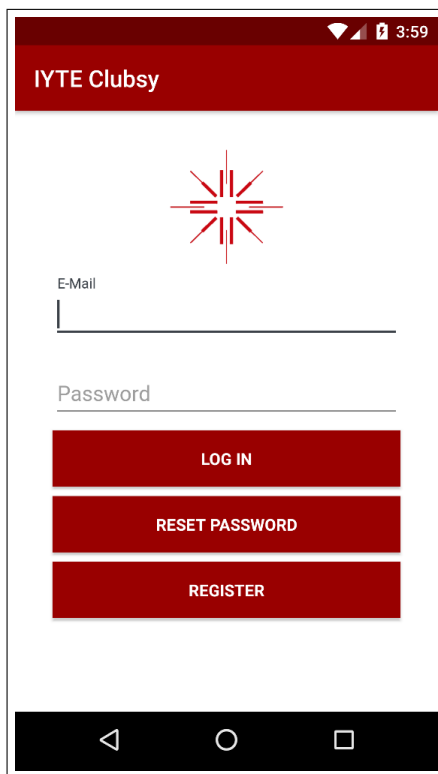 3:59
IYTE Clubsy
E-Mail
Password
LOG IN
RESET PASSWORD
REGISTER